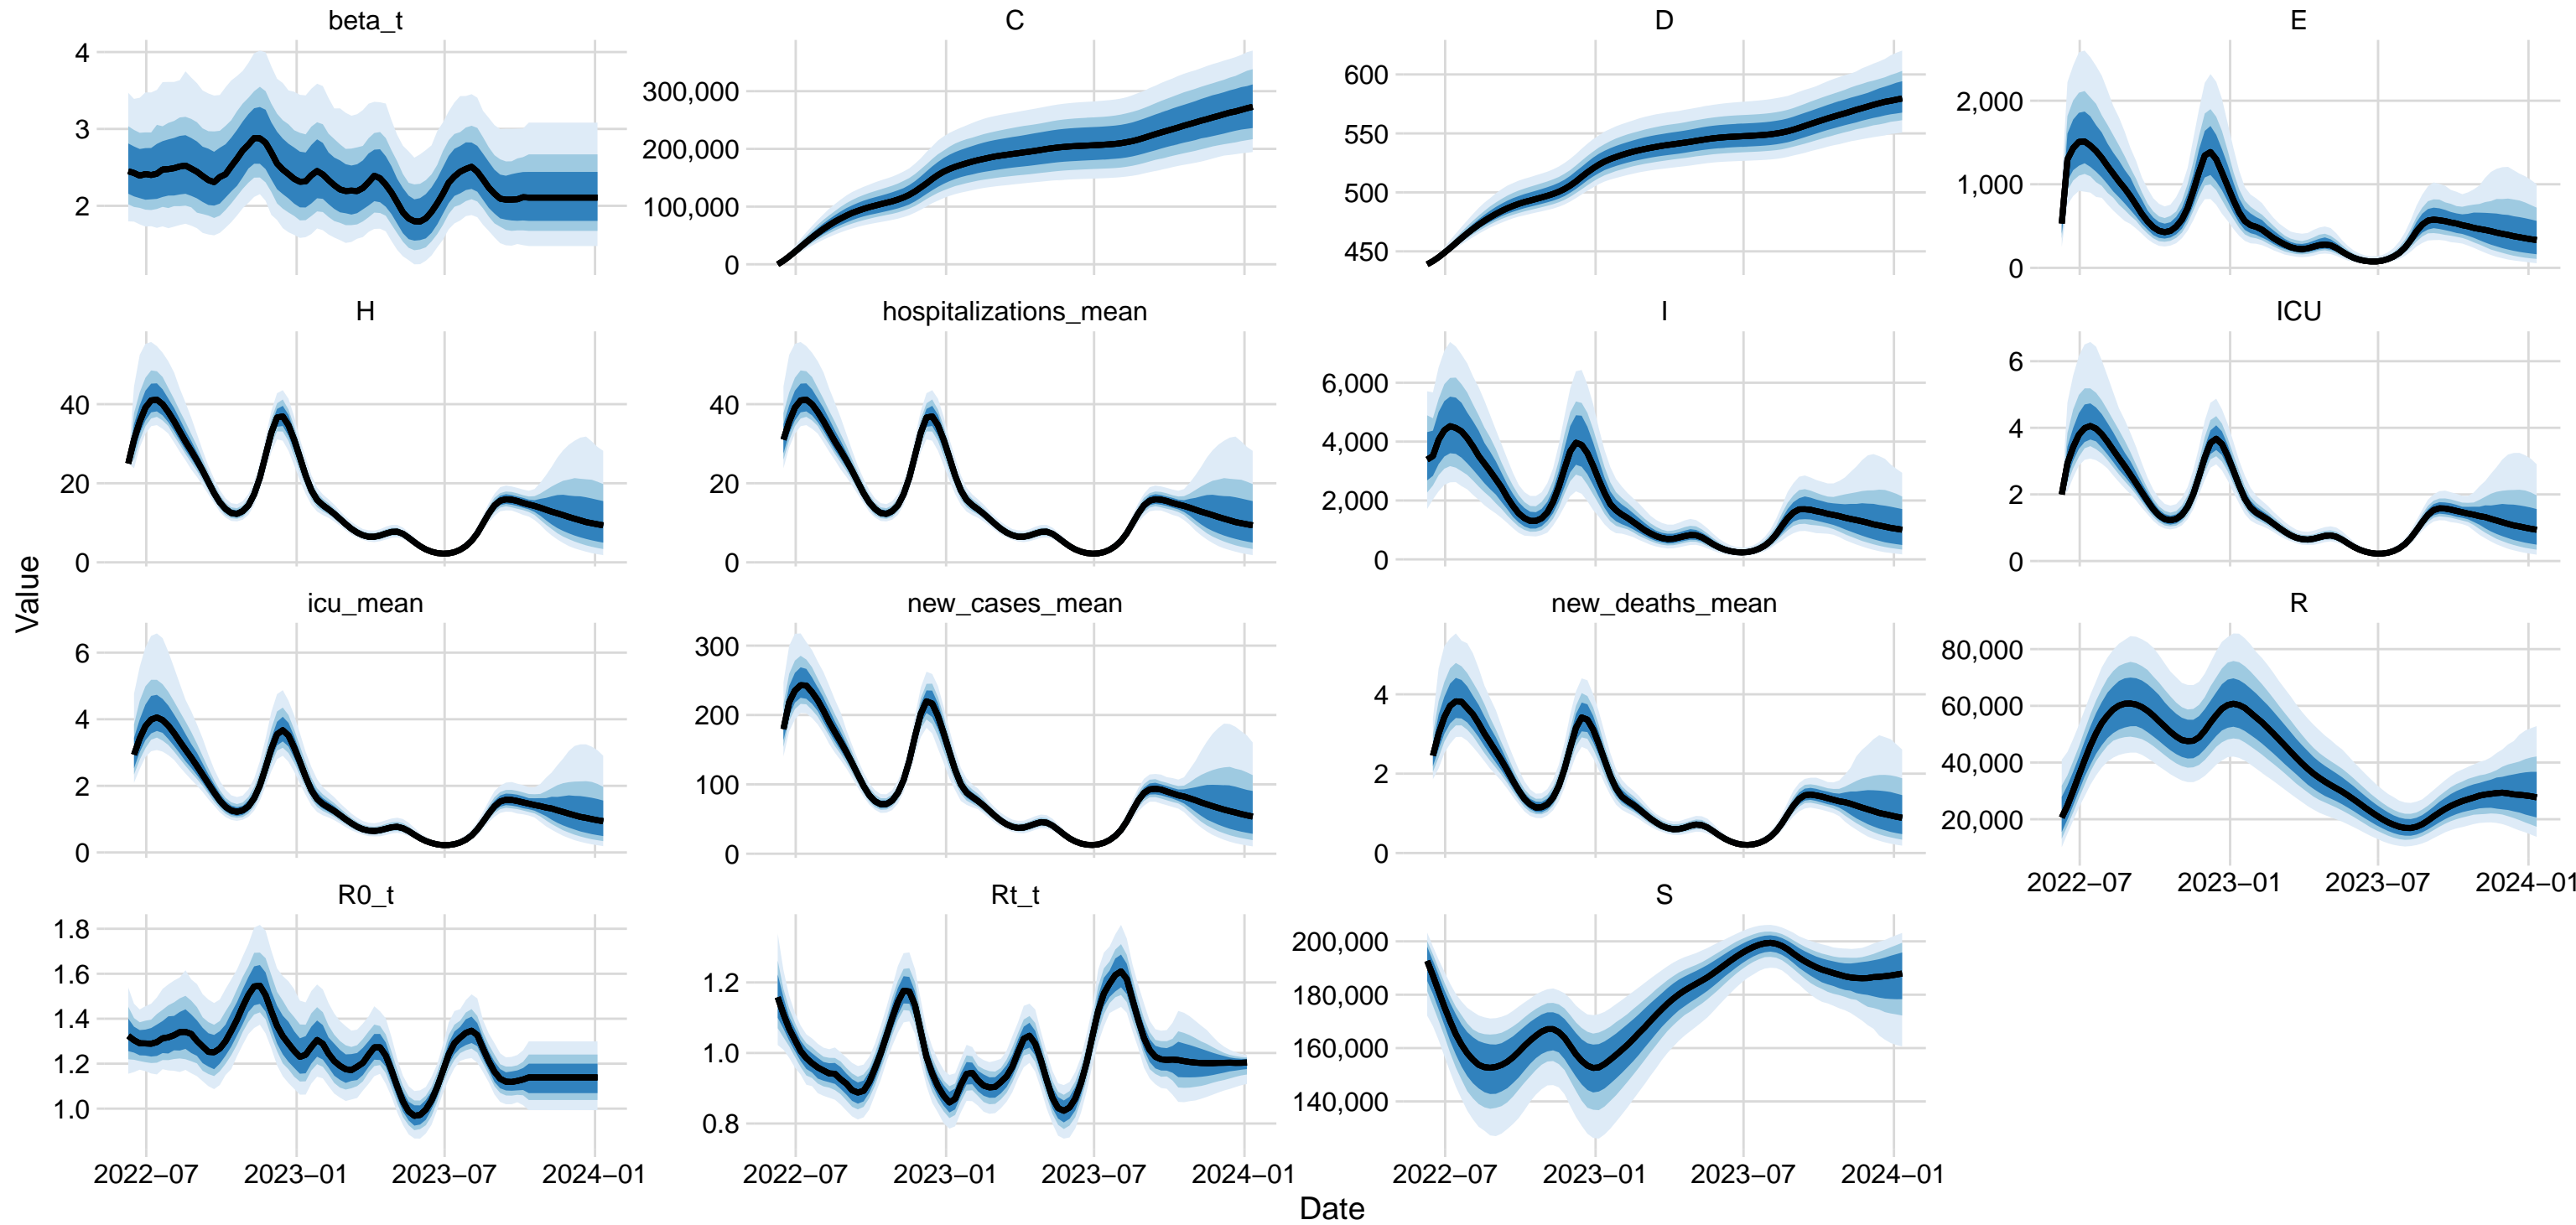 beta_t
C
D
E
4
3
2
300,000
200,000
100,000
0
600
550
500
450
2,000
1,000
0
H
hospitalizations_mean
I
ICU
40
20
0
40
20
0
6,000
4,000
2,000
0
6
4
2
0
Value
icu_mean
new_cases_mean
new_deaths_mean
R
6
4
2
0
300
200
100
0
4
2
0
80,000
60,000
40,000
20,000
2022−07 2023−01 2023−07 2024−01
R0_t
Rt_t
S
1.8
1.6
1.4
1.2
1.0
1.2
1.0
0.8
200,000
180,000
160,000
140,000
2022−07 2023−01 2023−07 2024−01
2022−07 2023−01 2023−07 2024−01
2022−07 2023−01 2023−07 2024−01
Date